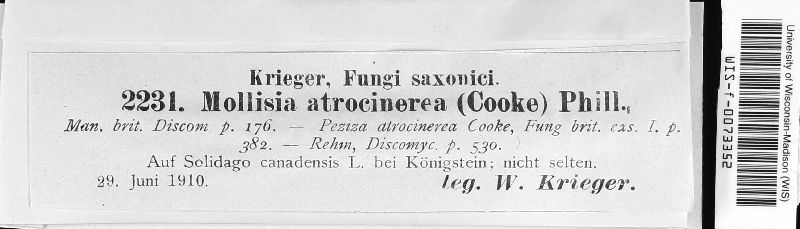 Krieger, Fungi saxonici.
2231. Mollisia atrocinerea (Cooke) Phill.,
Man. brit. Discom p. 176. — Peziza atrocinerea Cooke, Fung brit. exs. I. p.
382. — Rehm, Discomyc. p. 530.
Auf Solidago canadensis L. bei Königstein; nicht selten.
29. Juni 1910. leg. W. Krieger.
University of Wisconsin-Madison (WIS)
WIS-f-0073352